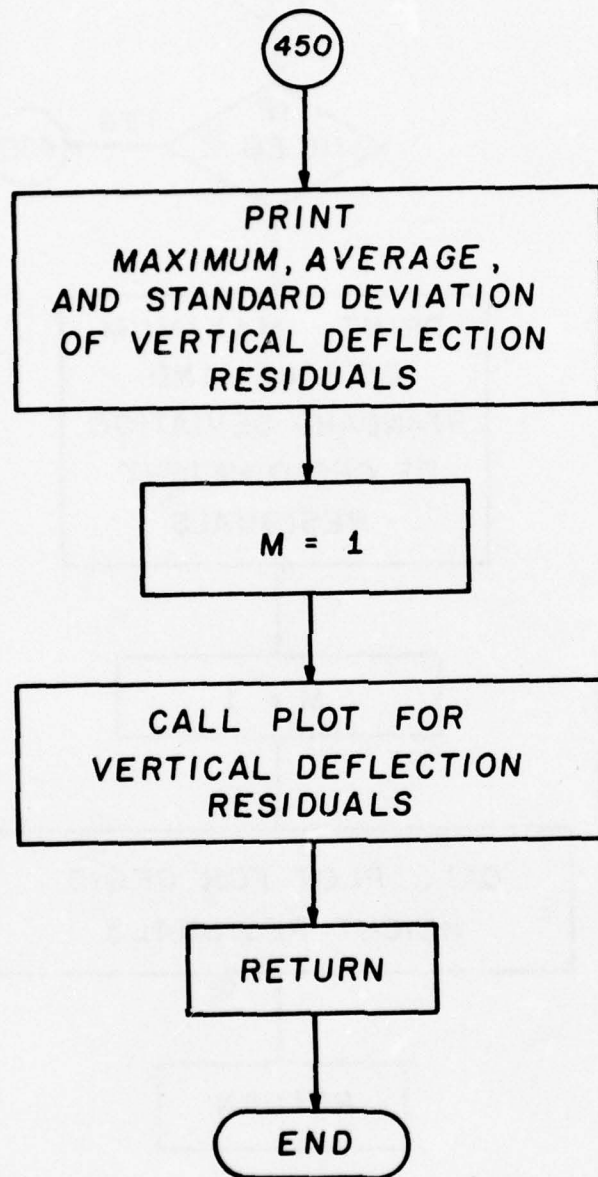 450
PRINT
MAXIMUM, AVERAGE,
AND STANDARD DEVIATION
OF VERTICAL DEFLECTION
RESIDUALS
M = 1
CALL PLOT FOR
VERTICAL DEFLECTION
RESIDUALS
RETURN
END